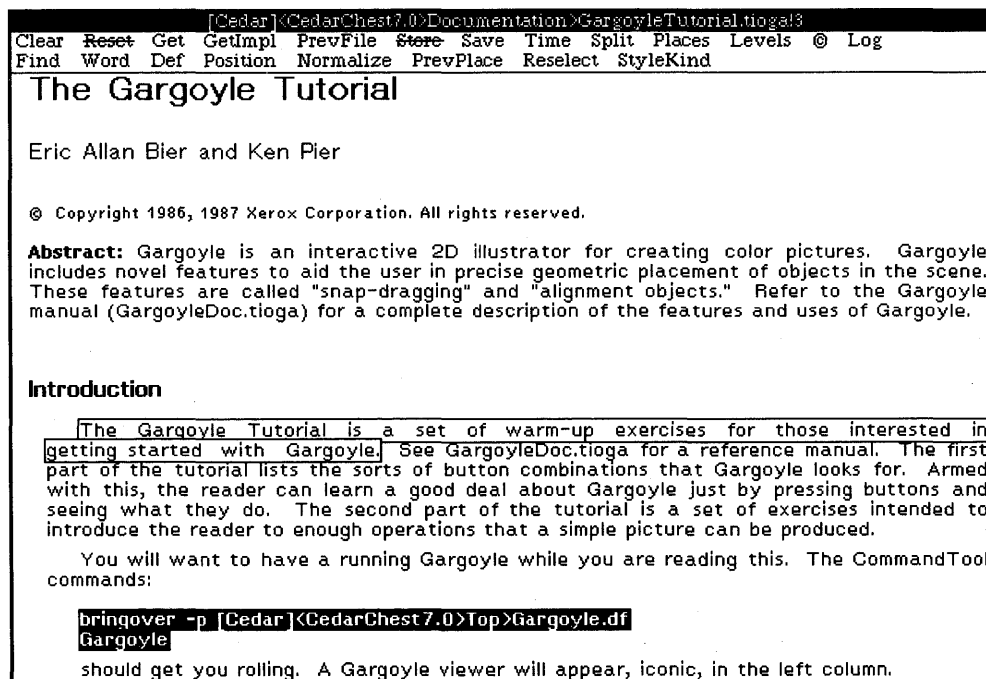 [Cedar]<CedarChest7.0>Documentation>GargoyleTutorial.tioga!3
Clear Reset Get GetImpl PrevFile Store Save Time Split Places Levels © Log
Find Word Def Position Normalize PrevPlace Reselect StyleKind
The Gargoyle Tutorial
Eric Allan Bier and Ken Pier
© Copyright 1986, 1987 Xerox Corporation. All rights reserved.
Abstract: Gargoyle is an interactive 2D illustrator for creating color pictures. Gargoyle
includes novel features to aid the user in precise geometric placement of objects in the scene.
These features are called "snap-dragging" and "alignment objects." Refer to the Gargoyle
manual (GargoyleDoc.tioga) for a complete description of the features and uses of Gargoyle.
Introduction
The Gargoyle Tutorial is a set of warm-up exercises for those interested in
getting started with Gargoyle. See GargoyleDoc.tioga for a reference manual. The first
part of the tutorial lists the sorts of button combinations that Gargoyle looks for. Armed
with this, the reader can learn a good deal about Gargoyle just by pressing buttons and
seeing what they do. The second part of the tutorial is a set of exercises intended to
introduce the reader to enough operations that a simple picture can be produced.
You will want to have a running Gargoyle while you are reading this. The CommandTool
commands:
bringover -p [Cedar]<CedarChest7.0>Top>Gargoyle.df
Gargoyle
should get you rolling. A Gargoyle viewer will appear, iconic, in the left column.